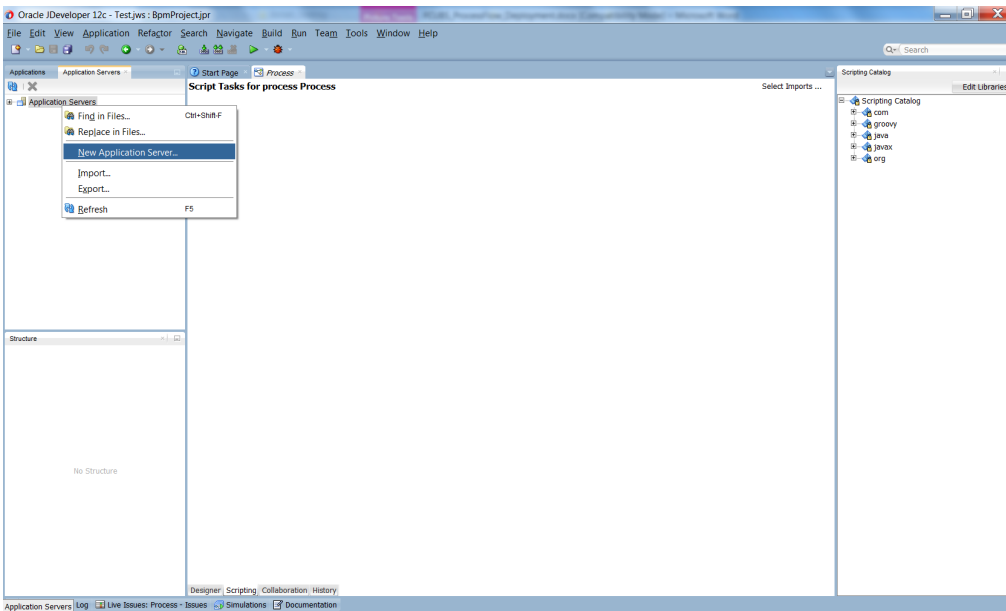 Oracle JDeveloper 12c - Test.jws : BpmProject.jpr
File Edit View Application Refactor Search Navigate Build Run Team Tools Window Help
Search
Applications Application Servers
Start Page Process
Scripting Catalog
Script Tasks for process Process
Select Imports ...
Edit Libraries
Application Servers
Find in Files... Ctrl+Shift-F
Replace in Files...
New Application Server...
Import...
Export...
Refresh F5
Scripting Catalog
com
groovy
java
javax
org
Structure
No Structure
Designer Scripting Collaboration History
Application Servers Log Live Issues: Process - Issues Simulations Documentation